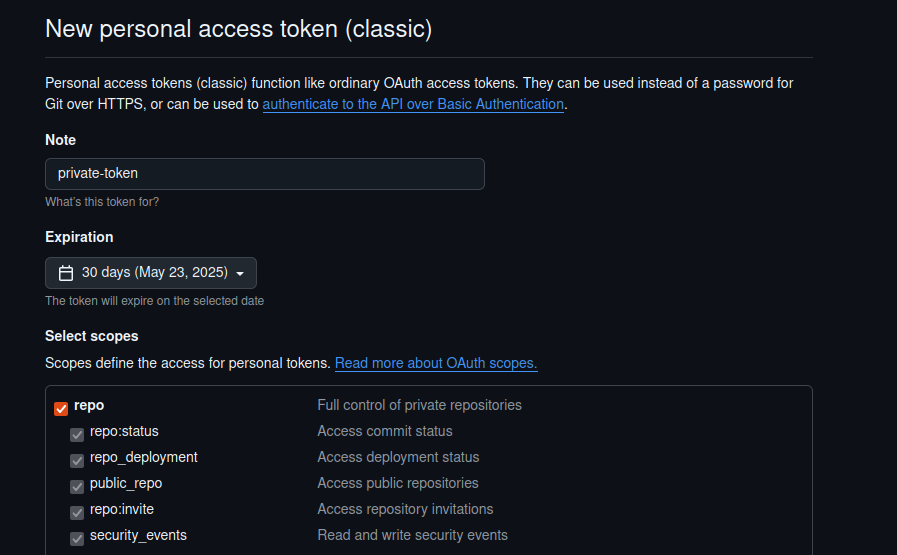 New personal access token (classic)
Personal access tokens (classic) function like ordinary OAuth access tokens. They can be used instead of a password for
Git over HTTPS, or can be used to authenticate to the API over Basic Authentication.
Note
private-token
What's this token for?
Expiration
30 days (May 23, 2025)
The token will expire on the selected date
Select scopes
Scopes define the access for personal tokens. Read more about OAuth scopes.
repo Full control of private repositories
repo:status Access commit status
repo_deployment Access deployment status
public_repo Access public repositories
repo:invite Access repository invitations
security_events Read and write security events